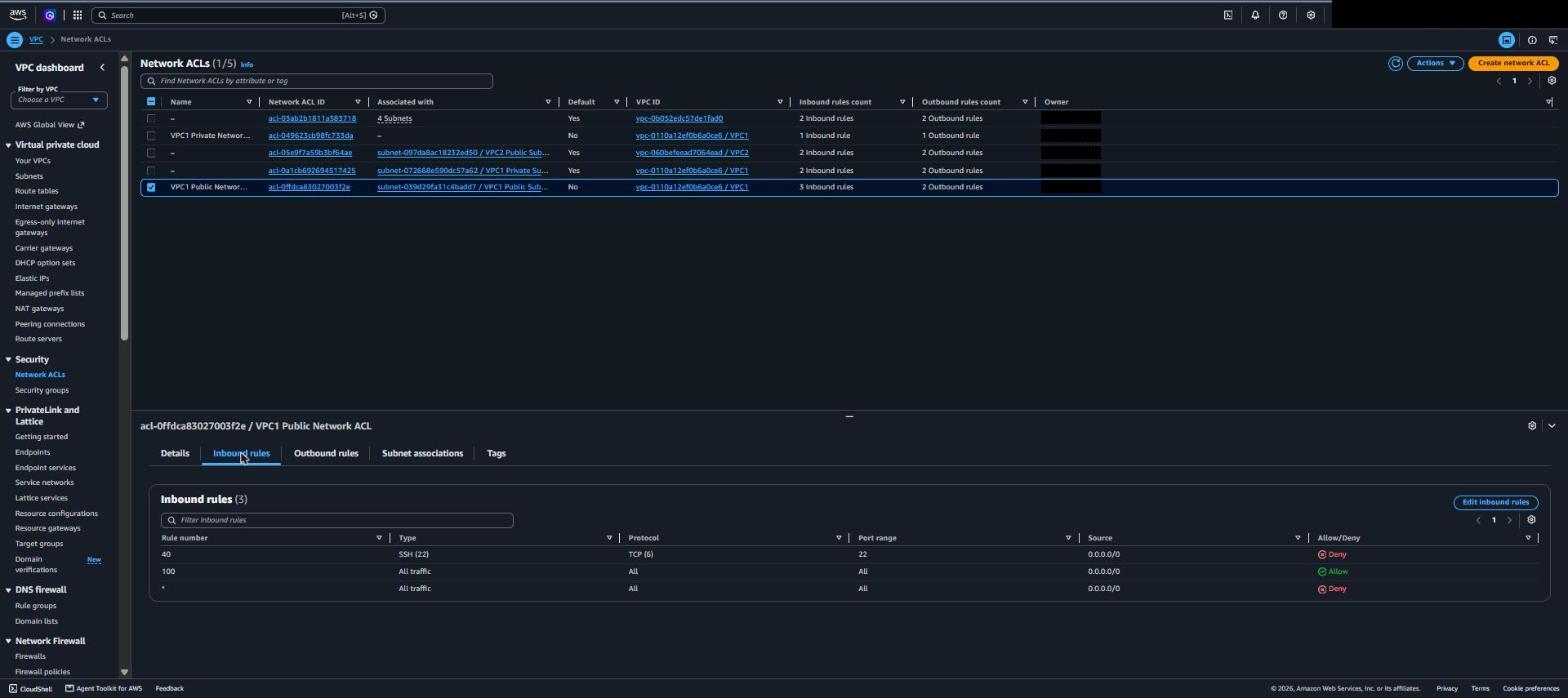 aws
Search [Alt+S]
VPC > Network ACLs
VPC dashboard
Filter by VPC
Choose a VPC
AWS Global View
Virtual private cloud
Your VPCs
Subnets
Route tables
Internet gateways
Egress-only internet
gateways
Carrier gateways
DHCP option sets
Elastic IPs
Managed prefix lists
NAT gateways
Peering connections
Route servers
Security
Network ACLs
Security groups
PrivateLink and
Lattice
Getting started
Endpoints
Endpoint services
Service networks
Lattice services
Resource configurations
Resource gateways
Target groups
Domain New
verifications
DNS firewall
Rule groups
Domain lists
Network Firewall
Firewalls
Firewall policies
Network ACLs (1/5) Info
Actions Create network ACL
Find Network ACLs by attribute or tag
1
Name Network ACL ID Associated with Default VPC ID Inbound rules count Outbound rules count Owner
– acl-03ab2b1811a583718 4 Subnets Yes vpc-0b052edc57de1fad0 2 Inbound rules 2 Outbound rules
VPC1 Private Networ... acl-049623cb98fc733da – No vpc-0110a12ef0b6a0ce6 / VPC1 1 Inbound rule 1 Outbound rule
– acl-05e9f7a59b3bf64ae subnet-097da8ac18232ed50 / VPC2 Public Sub... Yes vpc-060befeead7064ead / VPC2 2 Inbound rules 2 Outbound rules
– acl-0a1cb692694517425 subnet-072668e590dc57a62 / VPC1 Private Su... Yes vpc-0110a12ef0b6a0ce6 / VPC1 2 Inbound rules 2 Outbound rules
VPC1 Public Networ... acl-0ffdca83027003f2e subnet-039d29fa31c4badd7 / VPC1 Public Sub... No vpc-0110a12ef0b6a0ce6 / VPC1 3 Inbound rules 2 Outbound rules
acl-0ffdca83027003f2e / VPC1 Public Network ACL
Details Inbound rules Outbound rules Subnet associations Tags
Inbound rules (3)
Edit inbound rules
Filter inbound rules
1
Rule number Type Protocol Port range Source Allow/Deny
40 SSH (22) TCP (6) 22 0.0.0.0/0 Deny
100 All traffic All All 0.0.0.0/0 Allow
* All traffic All All 0.0.0.0/0 Deny
CloudShell Agent Toolkit for AWS Feedback
© 2026, Amazon Web Services, Inc. or its affiliates. Privacy Terms Cookie preferences